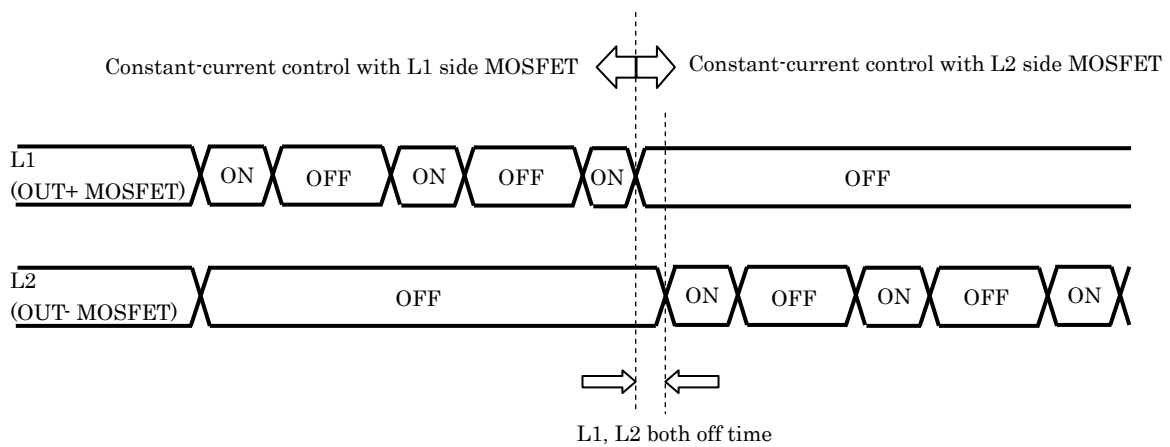 Constant-current control with L1 side MOSFET
Constant-current control with L2 side MOSFET
L1
(OUT+ MOSFET)
ON
OFF
ON
OFF
ON
OFF
L2
(OUT- MOSFET)
OFF
ON
OFF
ON
OFF
ON
L1, L2 both off time